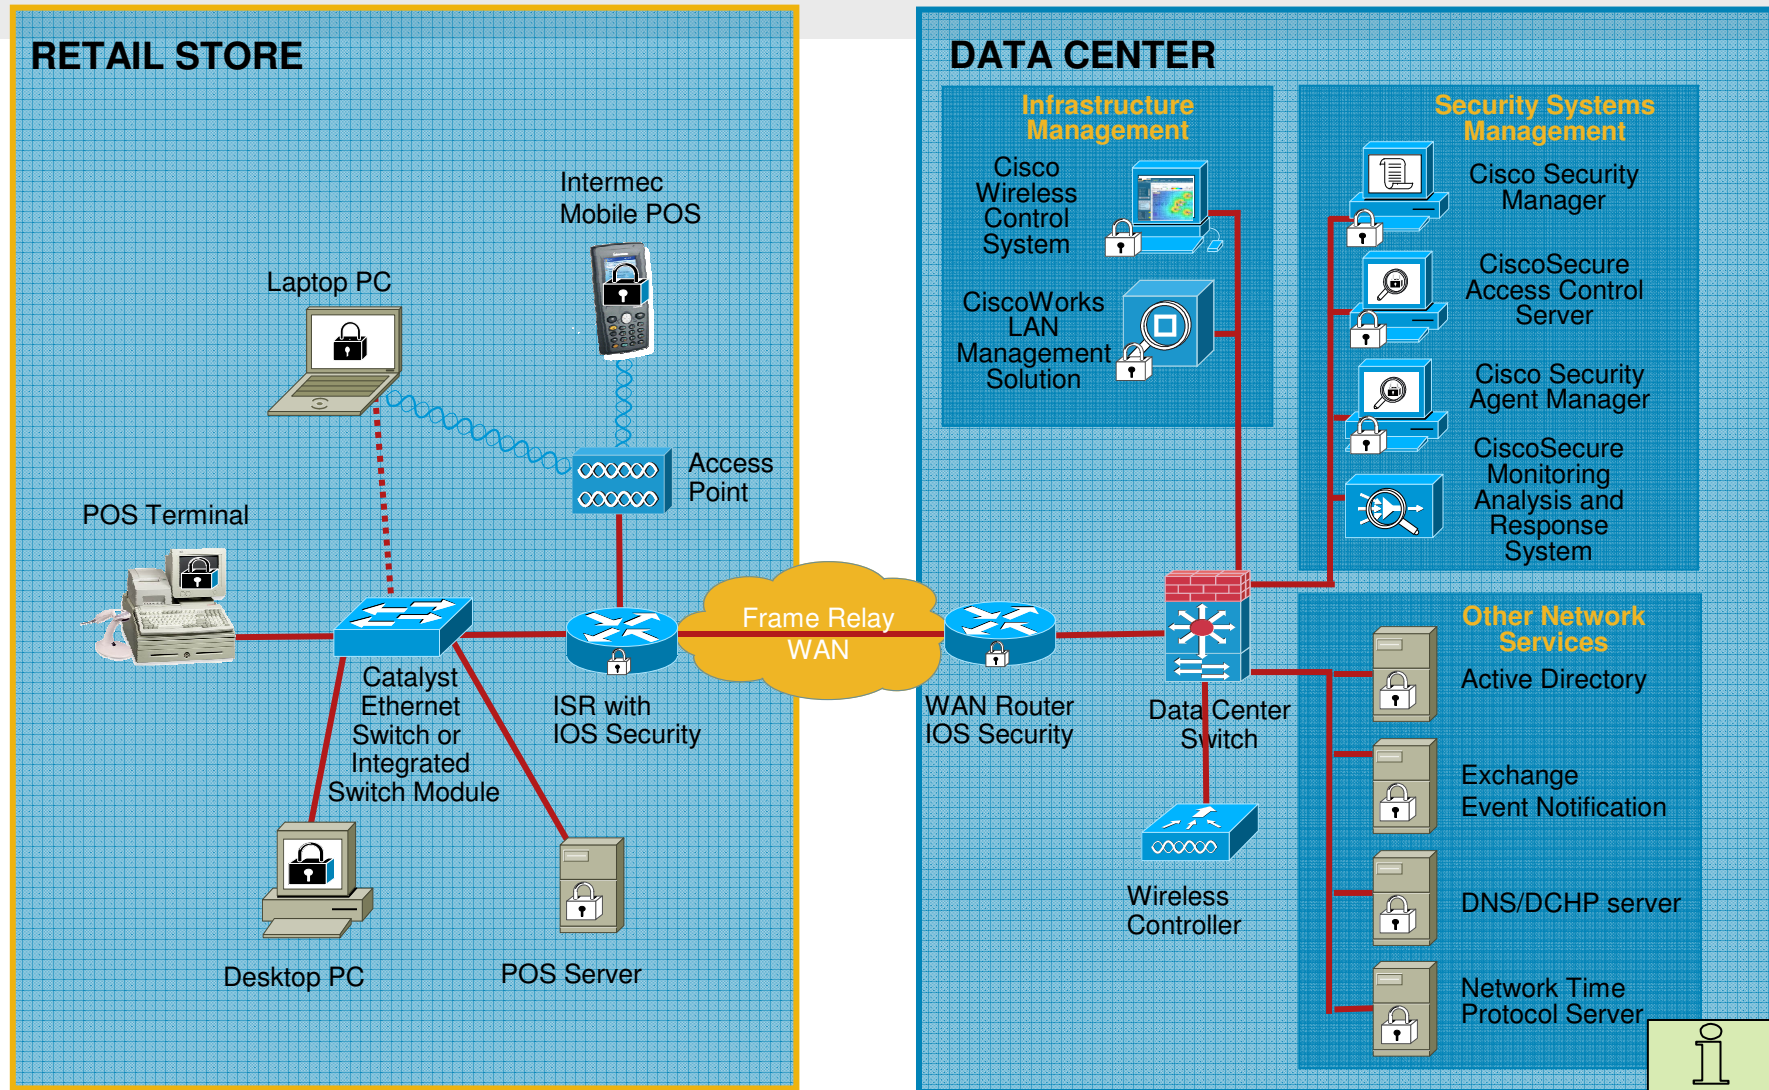 RETAIL STORE
Intermec
Mobile POS
Laptop PC
Access
Point
POS Terminal
Catalyst
Ethernet
Switch or
Integrated
Switch Module
ISR with
IOS Security
Desktop PC
POS Server
Frame Relay
WAN
DATA CENTER
Infrastructure
Management
Cisco
Wireless
Control
System
CiscoWorks
LAN
Management
Solution
Security Systems
Management
Cisco Security
Manager
CiscoSecure
Access Control
Server
Cisco Security
Agent Manager
CiscoSecure
Monitoring
Analysis and
Response
System
WAN Router
IOS Security
Data Center
Switch
Wireless
Controller
Other Network
Services
Active Directory
Exchange
Event Notification
DNS/DCHP server
Network Time
Protocol Server
i